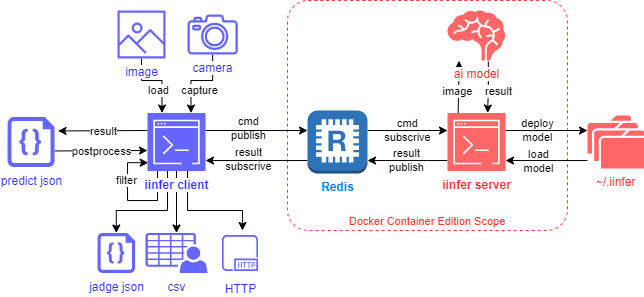 image
camera
ai model
load
capture
image
result
result
cmd
publish
cmd
subscrive
deploy
model
postprocess
result
subscrive
result
publish
load
model
predict json
filter
iinfer client
Redis
iinfer server
~/.iinfer
Docker Container Edition Scope
HTTP
jadge json
csv
HTTP